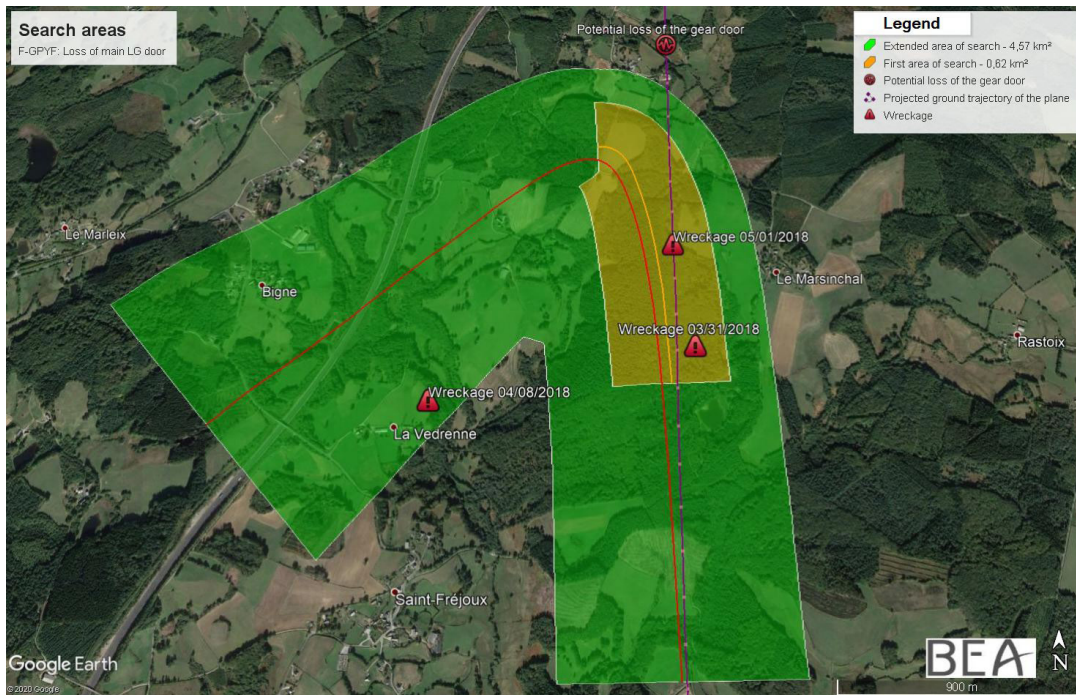 Search areas
F-GPYF: Loss of main LG door
Potential loss of the gear door
Legend
Extended area of search - 4,57 km²
First area of search - 0,62 km²
Potential loss of the gear door
Projected ground trajectory of the plane
Wreckage
Le Marleix
Bigne
Wreckage 05/01/2018
Le Marsinchal
Wreckage 03/31/2018
Rastoix
Wreckage 04/08/2018
La Vedrenne
Saint-Fréjoux
Google Earth
© 2020 Google
BEA
N
900 m